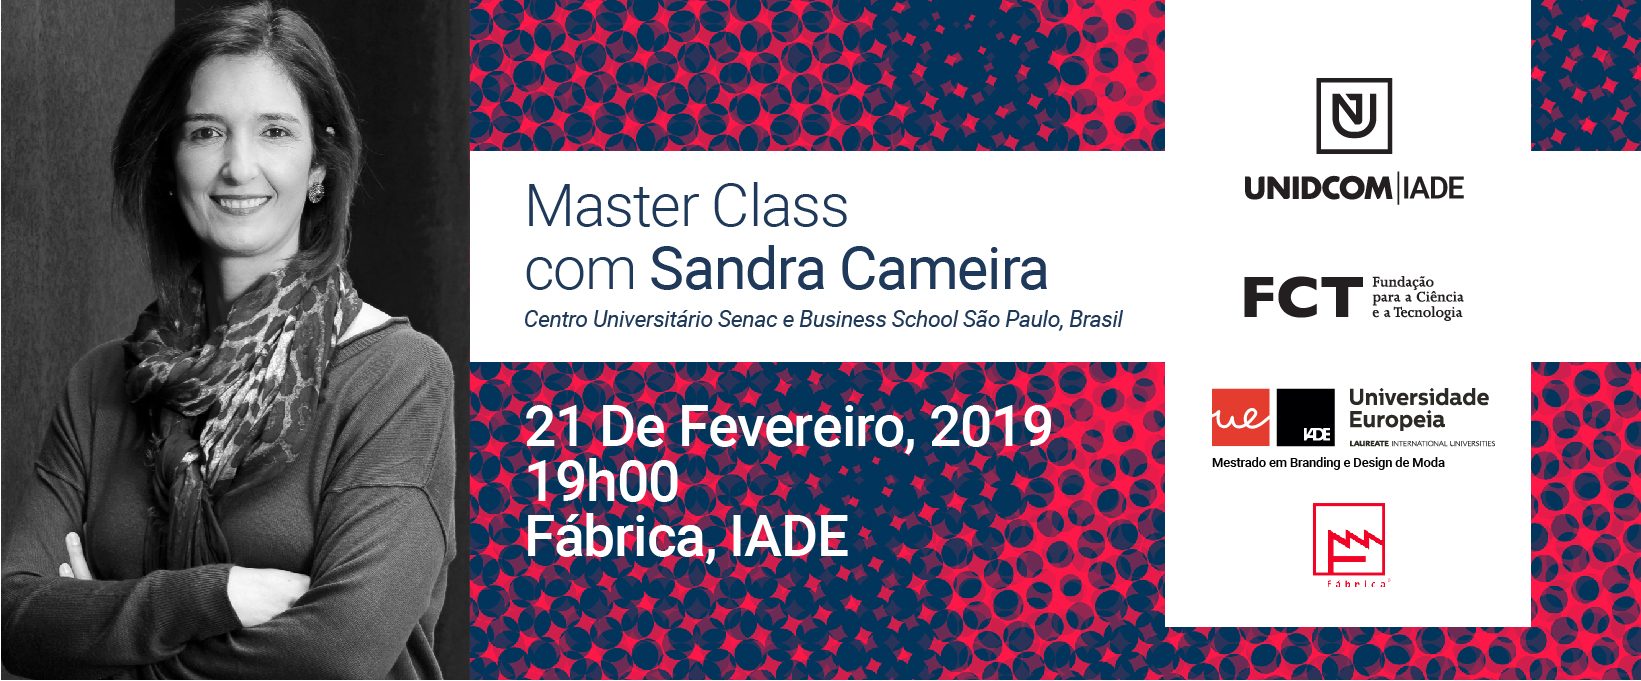 Master Class
com Sandra Cameira
Centro Universitário Senac e Business School São Paulo, Brasil
21 De Fevereiro, 2019
19h00
Fábrica, IADE
UNIDCOM|IADE
FCT
Fundação
para a Ciência
e a Tecnologia
ue
IADE
Universidade
Europeia
LAUREATE INTERNATIONAL UNIVERSITIES
Mestrado em Branding e Design de Moda
Fábrica